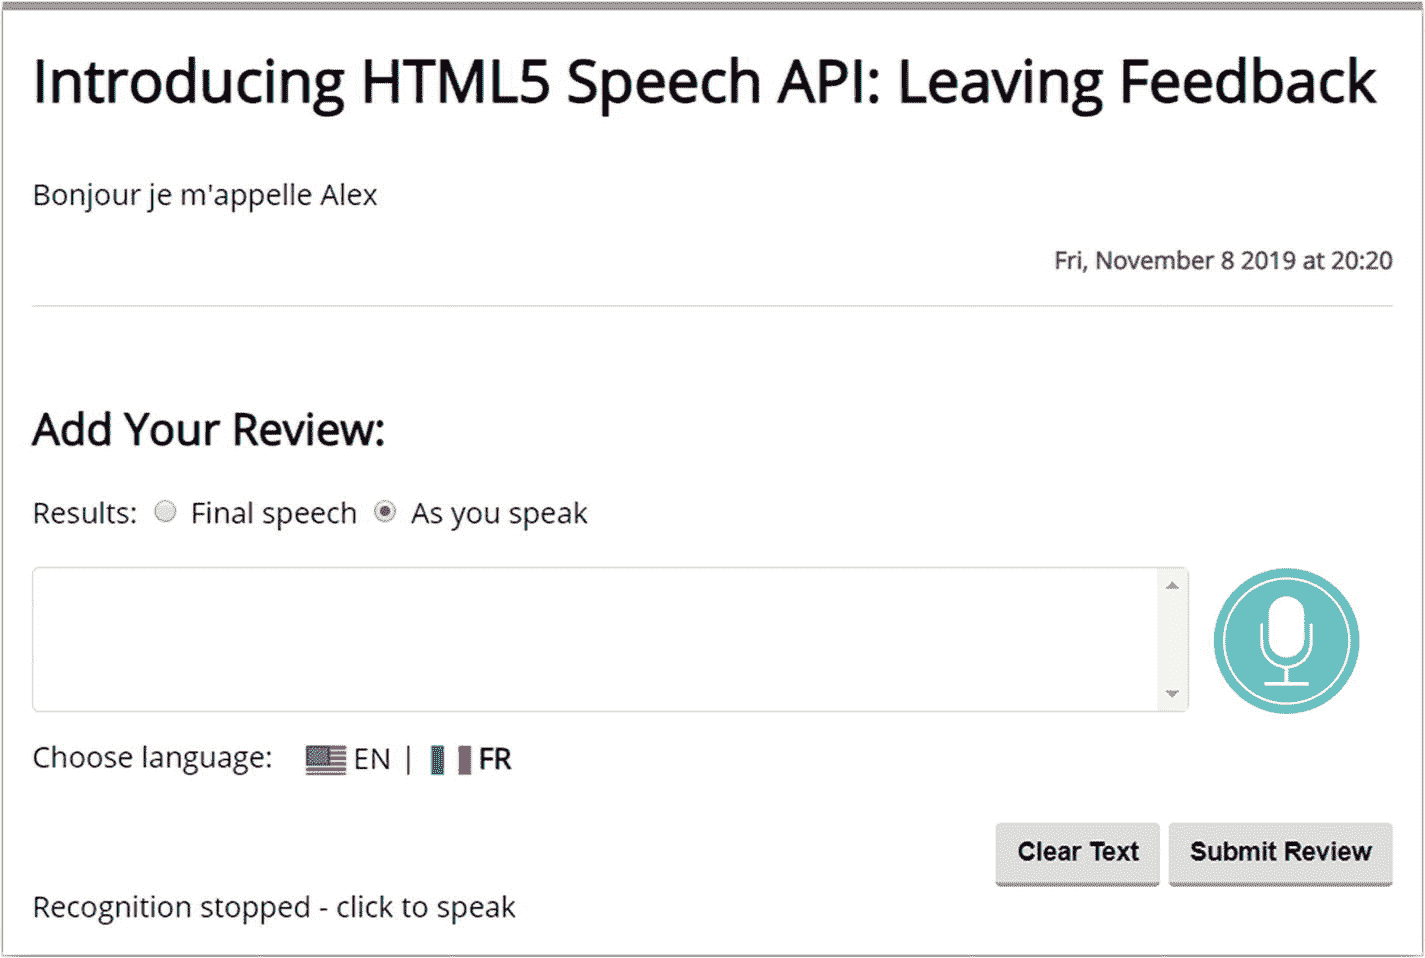 Introducing HTML5 Speech API: Leaving Feedback
Bonjour je m'appelle Alex
Fri, November 8 2019 at 20:20
Add Your Review:
Results: Final speech As you speak
Choose language: EN | FR
Clear Text Submit Review
Recognition stopped - click to speak